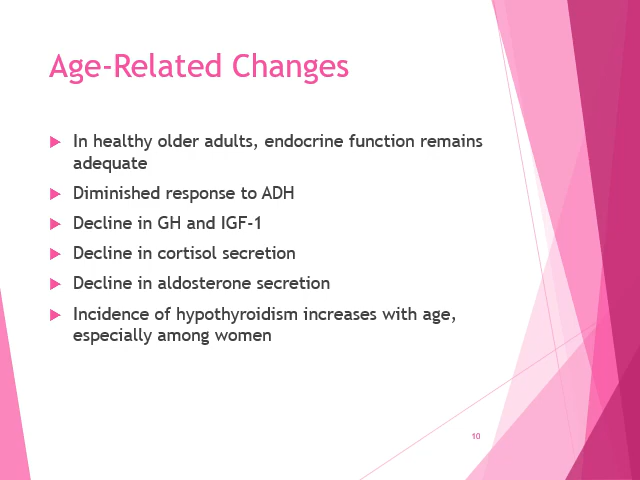 Age-Related Changes
In healthy older adults, endocrine function remains
adequate
Diminished response to ADH
Decline in GH and IGF-1
Decline in cortisol secretion
Decline in aldosterone secretion
Incidence of hypothyroidism increases with age,
especially among women
10